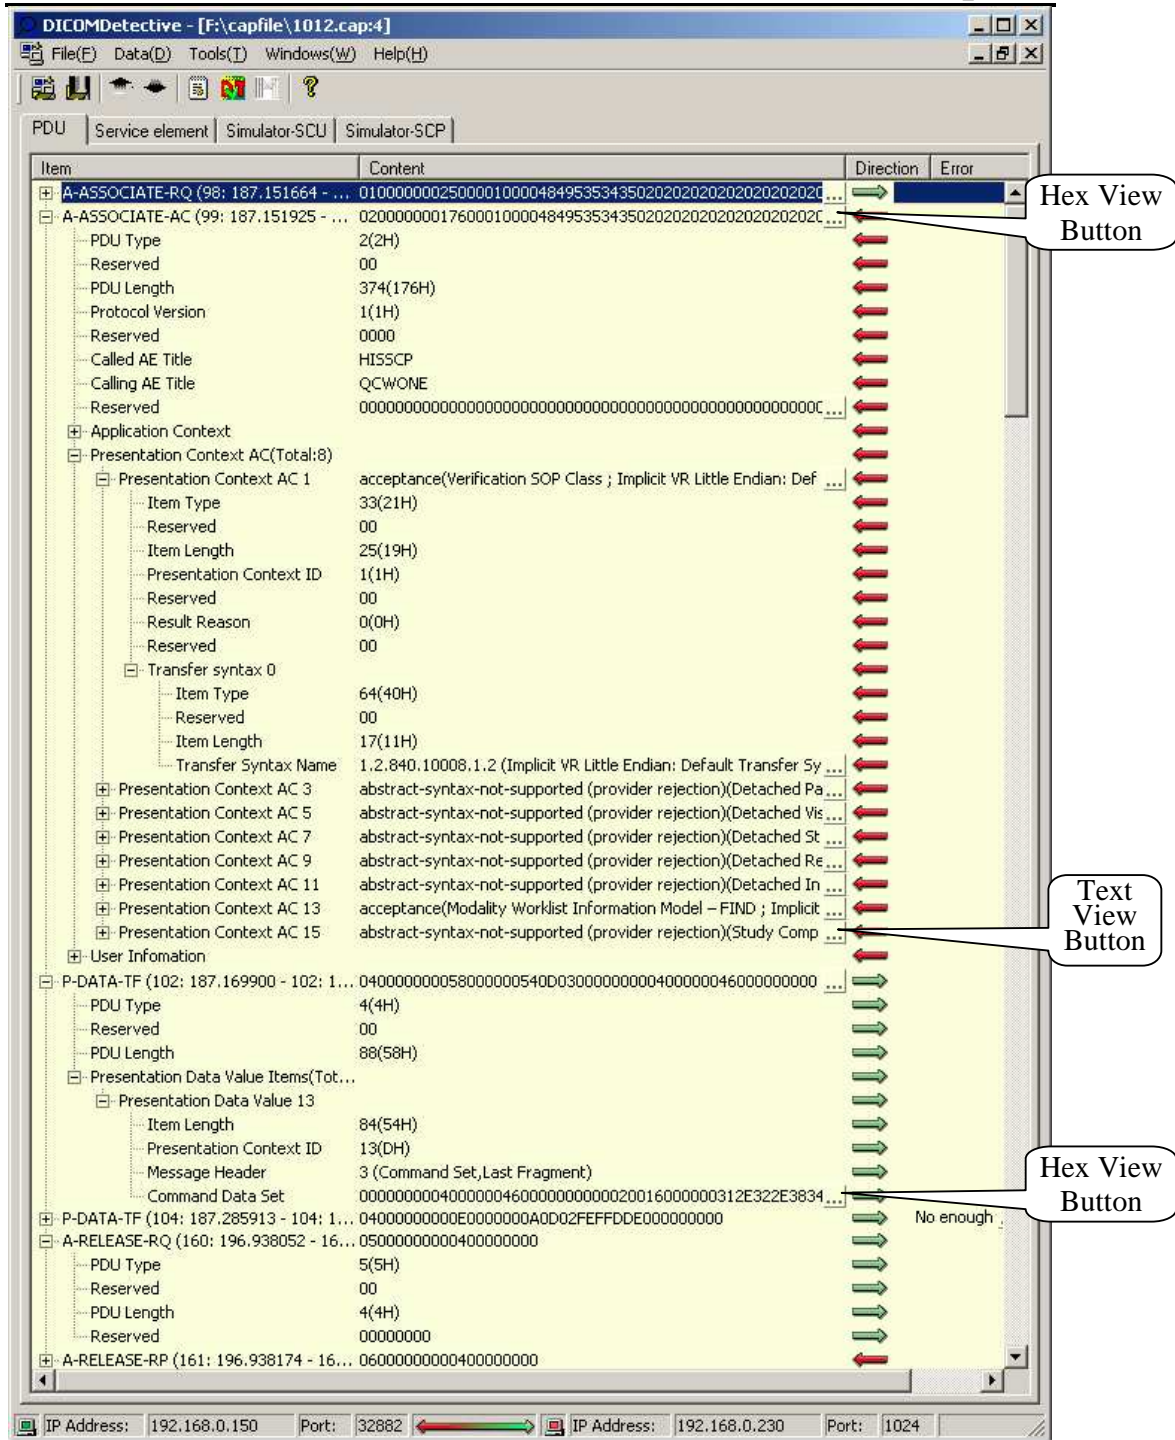 DICOMDetective - [F:\capfile\1012.cap:4]
File(F) Data(D) Tools(T) Windows(W) Help(H)
PDU Service element Simulator-SCU Simulator-SCP
Item Content Direction Error
A-ASSOCIATE-RQ (98: 187.151664 - ...
A-ASSOCIATE-AC (99: 187.151925 - ...
Hex View
Button
PDU Type 2(2H)
Reserved 00
PDU Length 374(176H)
Protocol Version 1(1H)
Reserved 0000
Called AE Title HISSCP
Calling AE Title QCWONE
Reserved
Application Context
Presentation Context AC(Total:8)
Presentation Context AC 1 acceptance(Verification SOP Class ; Implicit VR Little Endian: Def ...
Item Type 33(21H)
Reserved 00
Item Length 25(19H)
Presentation Context ID 1(1H)
Reserved 00
Result Reason 0(0H)
Reserved 00
Transfer syntax 0
Item Type 64(40H)
Reserved 00
Item Length 17(11H)
Transfer Syntax Name 1.2.840.10008.1.2 (Implicit VR Little Endian: Default Transfer Sy ...
Presentation Context AC 3 abstract-syntax-not-supported (provider rejection)(Detached Pa...
Presentation Context AC 5 abstract-syntax-not-supported (provider rejection)(Detached Vis...
Presentation Context AC 7 abstract-syntax-not-supported (provider rejection)(Detached St ...
Presentation Context AC 9 abstract-syntax-not-supported (provider rejection)(Detached Re...
Presentation Context AC 11 abstract-syntax-not-supported (provider rejection)(Detached In ...
Presentation Context AC 13 acceptance(Modality Worklist Information Model – FIND ; Implicit ...
Presentation Context AC 15 abstract-syntax-not-supported (provider rejection)(Study Comp ...
Text
View
Button
User Infomation
P-DATA-TF (102: 187.169900 - 102: 1...
PDU Type 4(4H)
Reserved 00
PDU Length 88(58H)
Presentation Data Value Items(Tot...
Presentation Data Value 13
Item Length 84(54H)
Presentation Context ID 13(DH)
Message Header 3 (Command Set,Last Fragment)
Command Data Set
Hex View
Button
P-DATA-TF (104: 187.285913 - 104: 1... 04000000000E0000000A0D02FEFFDDE000000000 No enough
A-RELEASE-RQ (160: 196.938052 - 16... 05000000000400000000
PDU Type 5(5H)
Reserved 00
PDU Length 4(4H)
Reserved 00000000
A-RELEASE-RP (161: 196.938174 - 16... 06000000000400000000
IP Address: 192.168.0.150 Port: 32882 IP Address: 192.168.0.230 Port: 1024